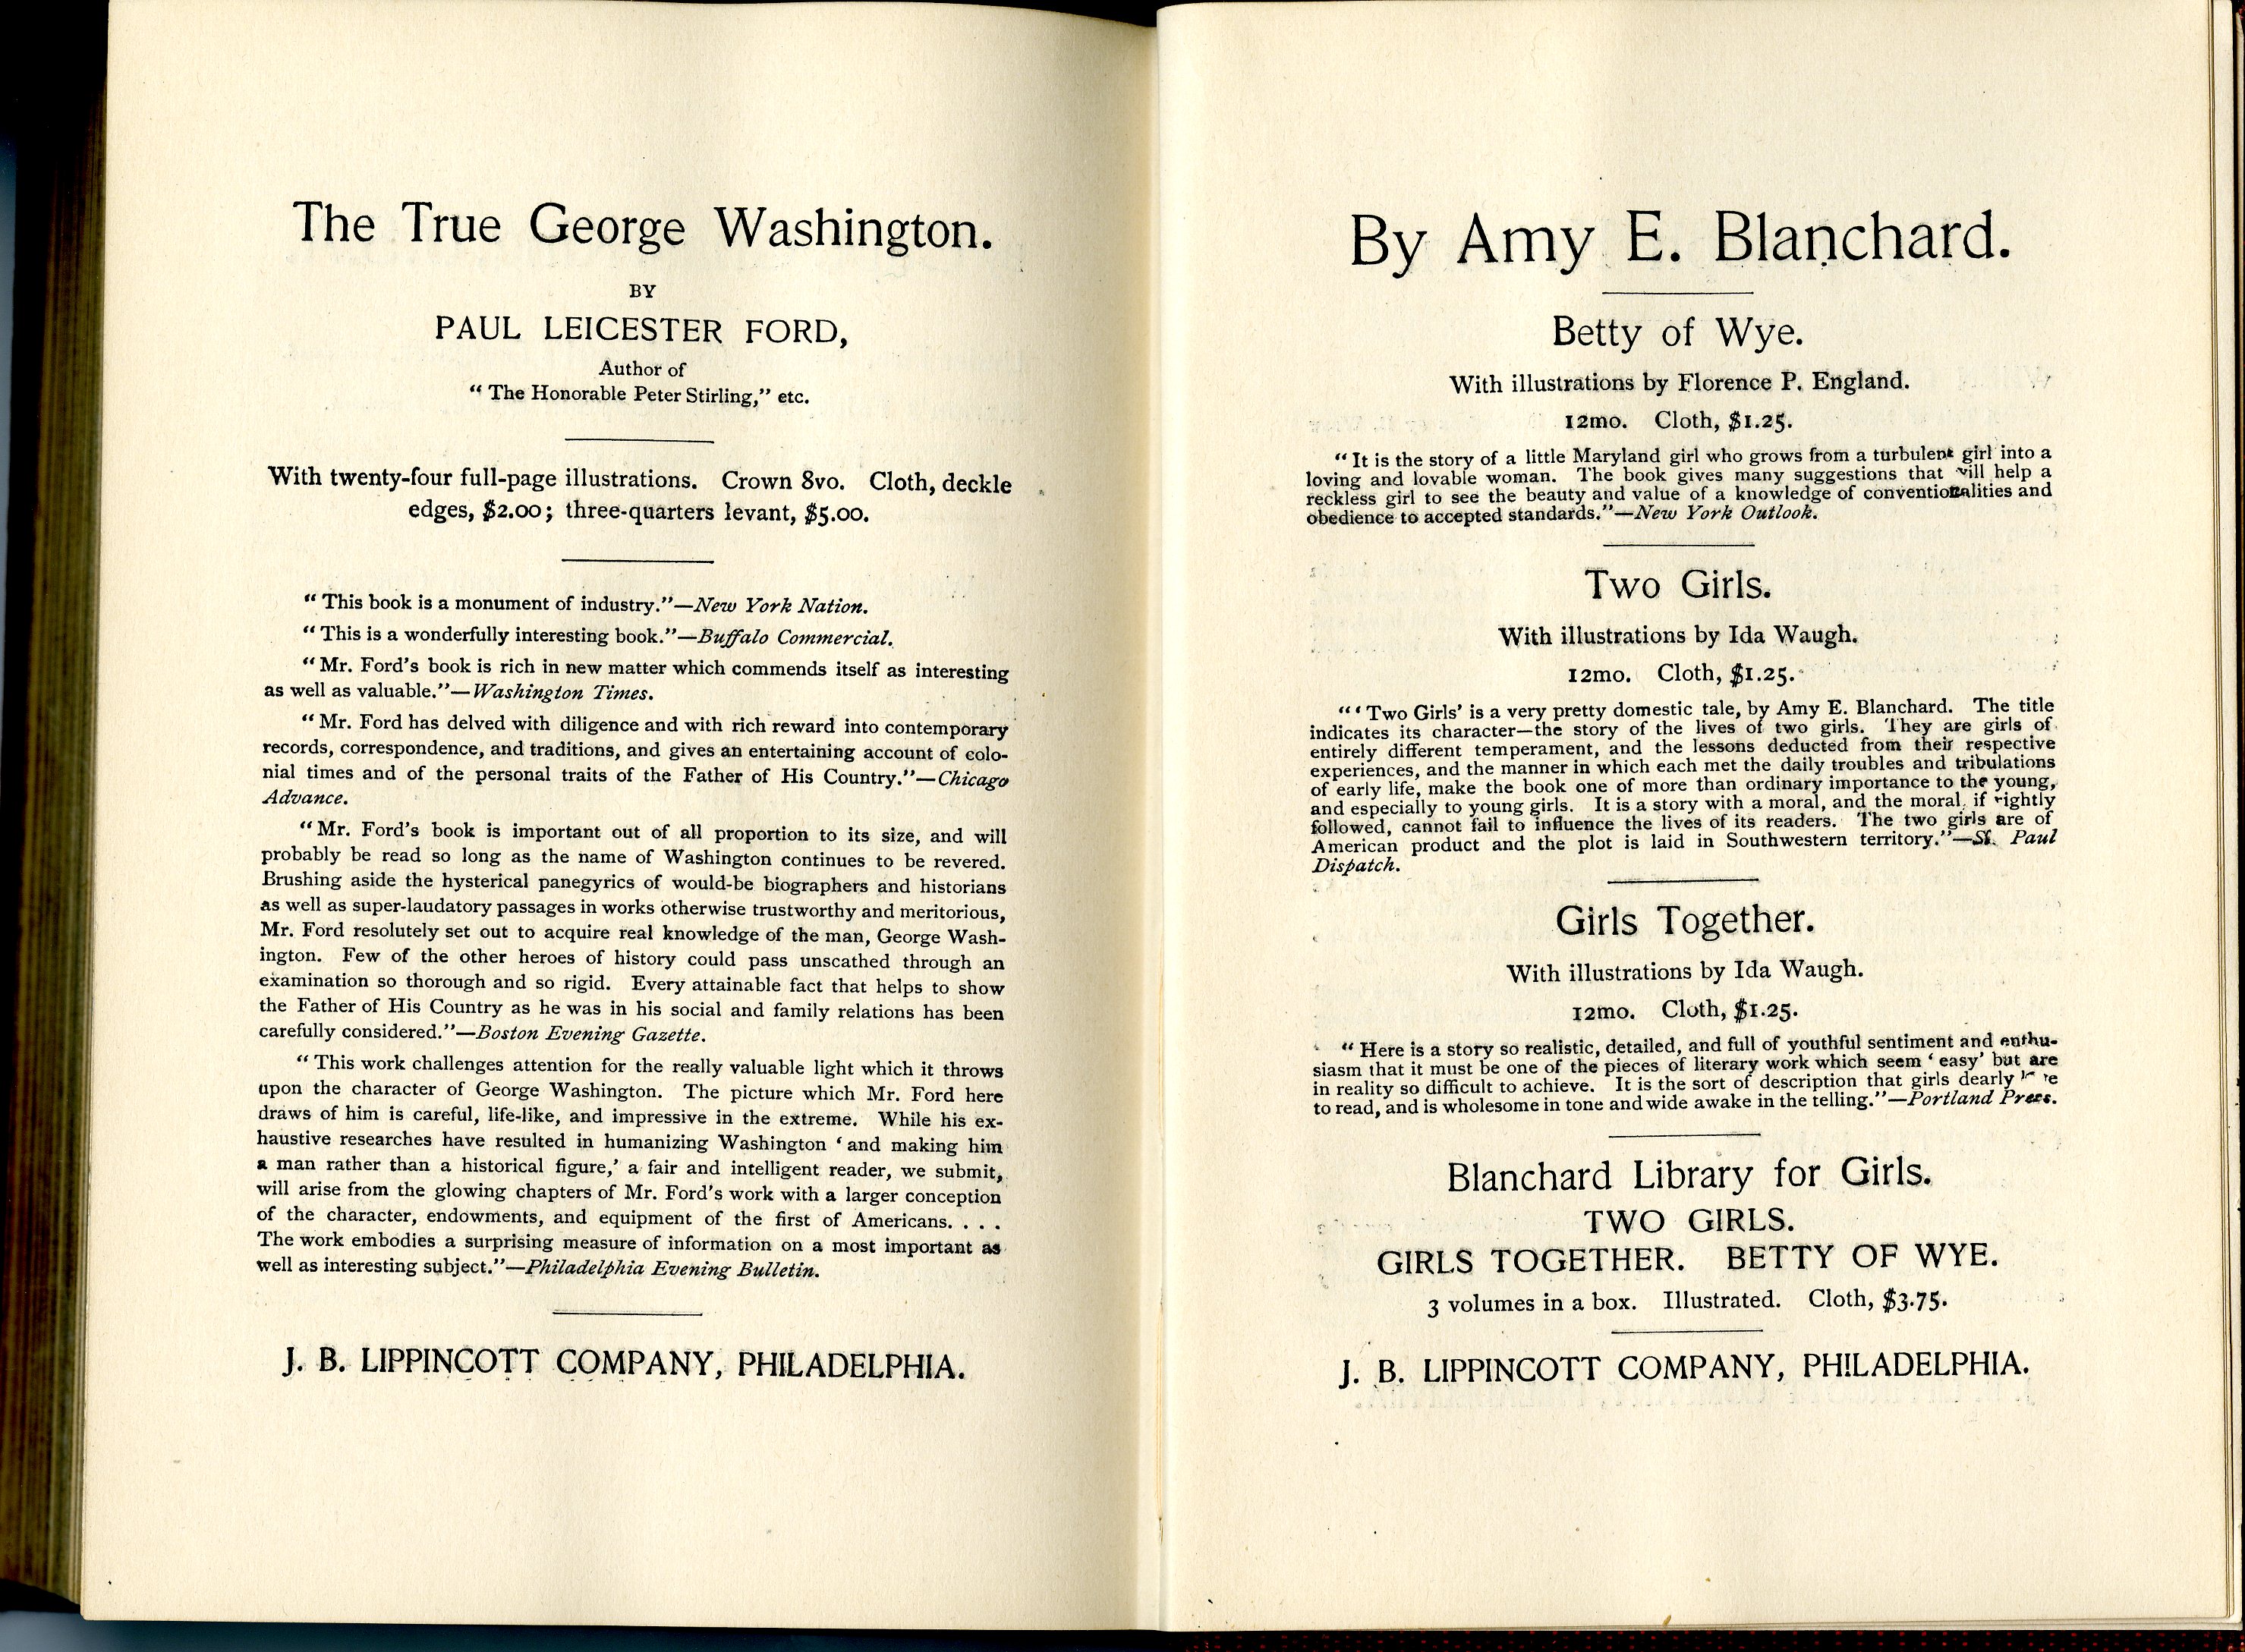 The True George Washington.
BY
PAUL LEICESTER FORD,
Author of
“ The Honorable Peter Stirling,” etc.
With twenty-four full-page illustrations. Crown 8vo. Cloth, deckle
edges, $2.00; three-quarters levant, $5.00.
“ This book is a monument of industry.”—New York Nation.
“ This is a wonderfully interesting book.”—Buffalo Commercial.
“ Mr. Ford’s book is rich in new matter which commends itself as interesting
as well as valuable.”—Washington Times.
“ Mr. Ford has delved with diligence and with rich reward into contemporary
records, correspondence, and traditions, and gives an entertaining account of colo-
nial times and of the personal traits of the Father of His Country.”—Chicago
Advance.
“ Mr. Ford’s book is important out of all proportion to its size, and will
probably be read so long as the name of Washington continues to be revered.
Brushing aside the hysterical panegyrics of would-be biographers and historians
as well as super-laudatory passages in works otherwise trustworthy and meritorious,
Mr. Ford resolutely set out to acquire real knowledge of the man, George Wash-
ington. Few of the other heroes of history could pass unscathed through an
examination so thorough and so rigid. Every attainable fact that helps to show
the Father of His Country as he was in his social and family relations has been
carefully considered.”—Boston Evening Gazette.
“ This work challenges attention for the really valuable light which it throws
upon the character of George Washington. The picture which Mr. Ford here
draws of him is careful, life-like, and impressive in the extreme. While his ex-
haustive researches have resulted in humanizing Washington ‘ and making him
a man rather than a historical figure,’ a fair and intelligent reader, we submit,
will arise from the glowing chapters of Mr. Ford’s work with a larger conception
of the character, endowments, and equipment of the first of Americans. . . .
The work embodies a surprising measure of information on a most important as
well as interesting subject.”—Philadelphia Evening Bulletin.
J. B. LIPPINCOTT COMPANY, PHILADELPHIA.
By Amy E. Blanchard.
Betty of Wye.
With illustrations by Florence P. England.
12mo. Cloth, $1.25.
“ It is the story of a little Maryland girl who grows from a turbulent girl into a
loving and lovable woman. The book gives many suggestions that will help a
reckless girl to see the beauty and value of a knowledge of conventionalities and
obedience to accepted standards.”—New York Outlook.
Two Girls.
With illustrations by Ida Waugh.
12mo. Cloth, $1.25.
“ ‘ Two Girls’ is a very pretty domestic tale, by Amy E. Blanchard. The title
indicates its character—the story of the lives of two girls. They are girls of
entirely different temperament, and the lessons deducted from their respective
experiences, and the manner in which each met the daily troubles and tribulations
of early life, make the book one of more than ordinary importance to the young,
and especially to young girls. It is a story with a moral, and the moral, if rightly
followed, cannot fail to influence the lives of its readers. The two girls are of
American product and the plot is laid in Southwestern territory.”—St. Paul
Dispatch.
Girls Together.
With illustrations by Ida Waugh.
12mo. Cloth, $1.25.
“ Here is a story so realistic, detailed, and full of youthful sentiment and enthu-
siasm that it must be one of the pieces of literary work which seem ‘ easy’ but are
in reality so difficult to achieve. It is the sort of description that girls dearly
to read, and is wholesome in tone and wide awake in the telling.”—Portland Press.
Blanchard Library for Girls.
TWO GIRLS.
GIRLS TOGETHER. BETTY OF WYE.
3 volumes in a box. Illustrated. Cloth, $3.75.
J. B. LIPPINCOTT COMPANY, PHILADELPHIA.